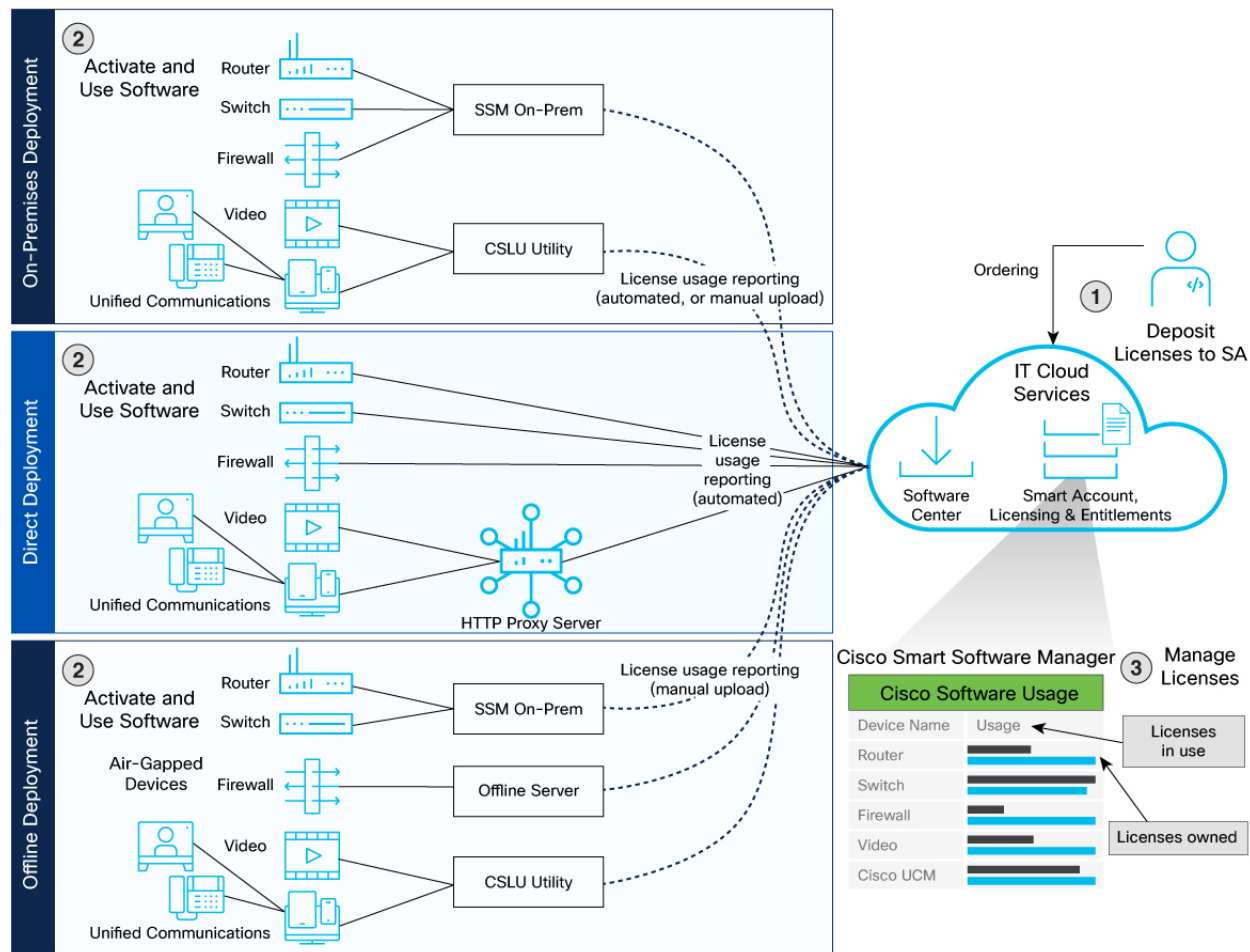 On-Premises Deployment
2
Activate and
Use Software
Router
Switch
Firewall
Video
Unified Communications
SSM On-Prem
CSLU Utility
License usage reporting
(automated, or manual upload)
Direct Deployment
2
Activate and
Use Software
Router
Switch
Firewall
Video
Unified Communications
HTTP Proxy Server
License
usage
reporting
(automated)
Offline Deployment
2
Activate and
Use Software
Router
Switch
Air-Gapped
Devices
Firewall
Video
Unified Communications
SSM On-Prem
Offline Server
CSLU Utility
License usage reporting
(manual upload)
Ordering
1
</>
Deposit
Licenses to SA
IT Cloud
Services
Software
Center
Smart Account,
Licensing & Entitlements
Cisco Smart Software Manager
3
Manage
Licenses
Cisco Software Usage
Device Name
Usage
Router
Switch
Firewall
Video
Cisco UCM
Licenses
in use
Licenses owned